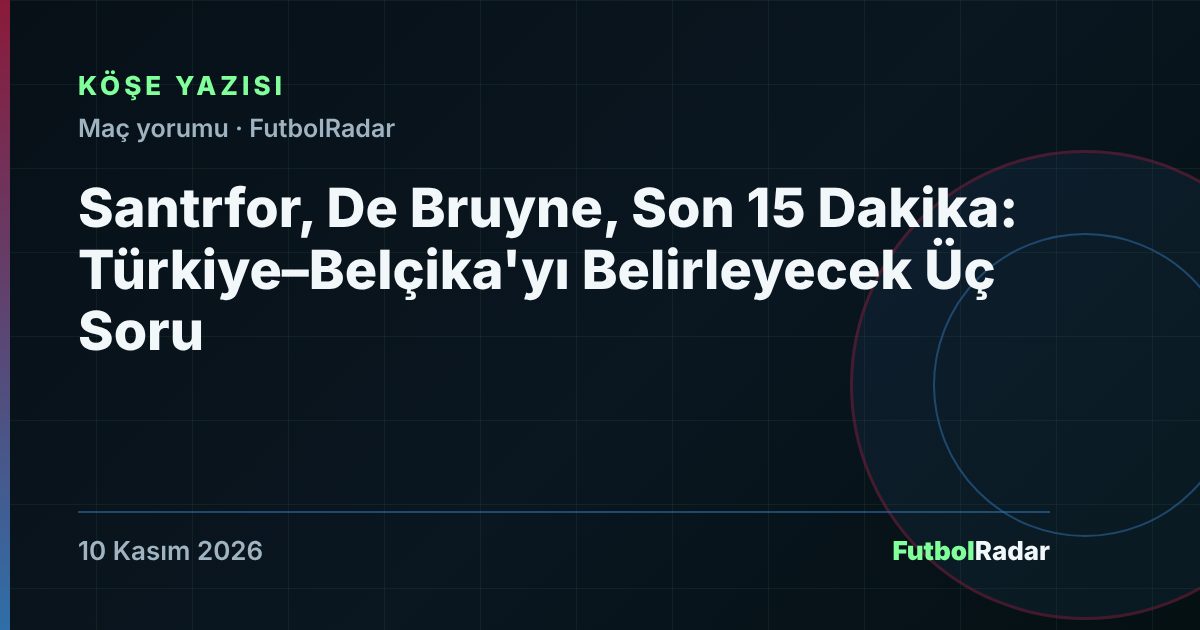 KÖŞE YAZISI
Maç yorumu · FutbolRadar
Santrfor, De Bruyne, Son 15 Dakika:
Türkiye–Belçika'yı Belirleyecek Üç
Soru
10 Kasım 2026
FutbolRadar